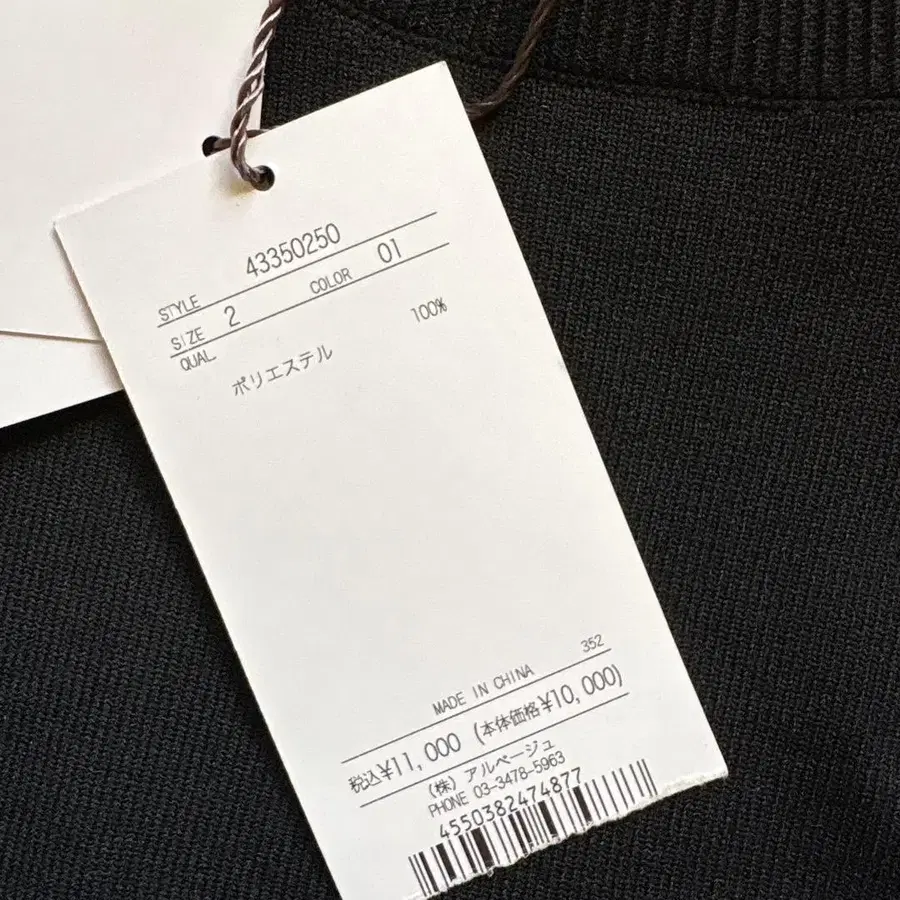 STYLE 43350250
SIZE 2 COLOR 01
QUAL
ポリエステル 100%
352
MADE IN CHINA
税込¥11,000 (本体価格¥10,000)
(株) アルページュ
PHONE 03-3478-5963
4550382474877